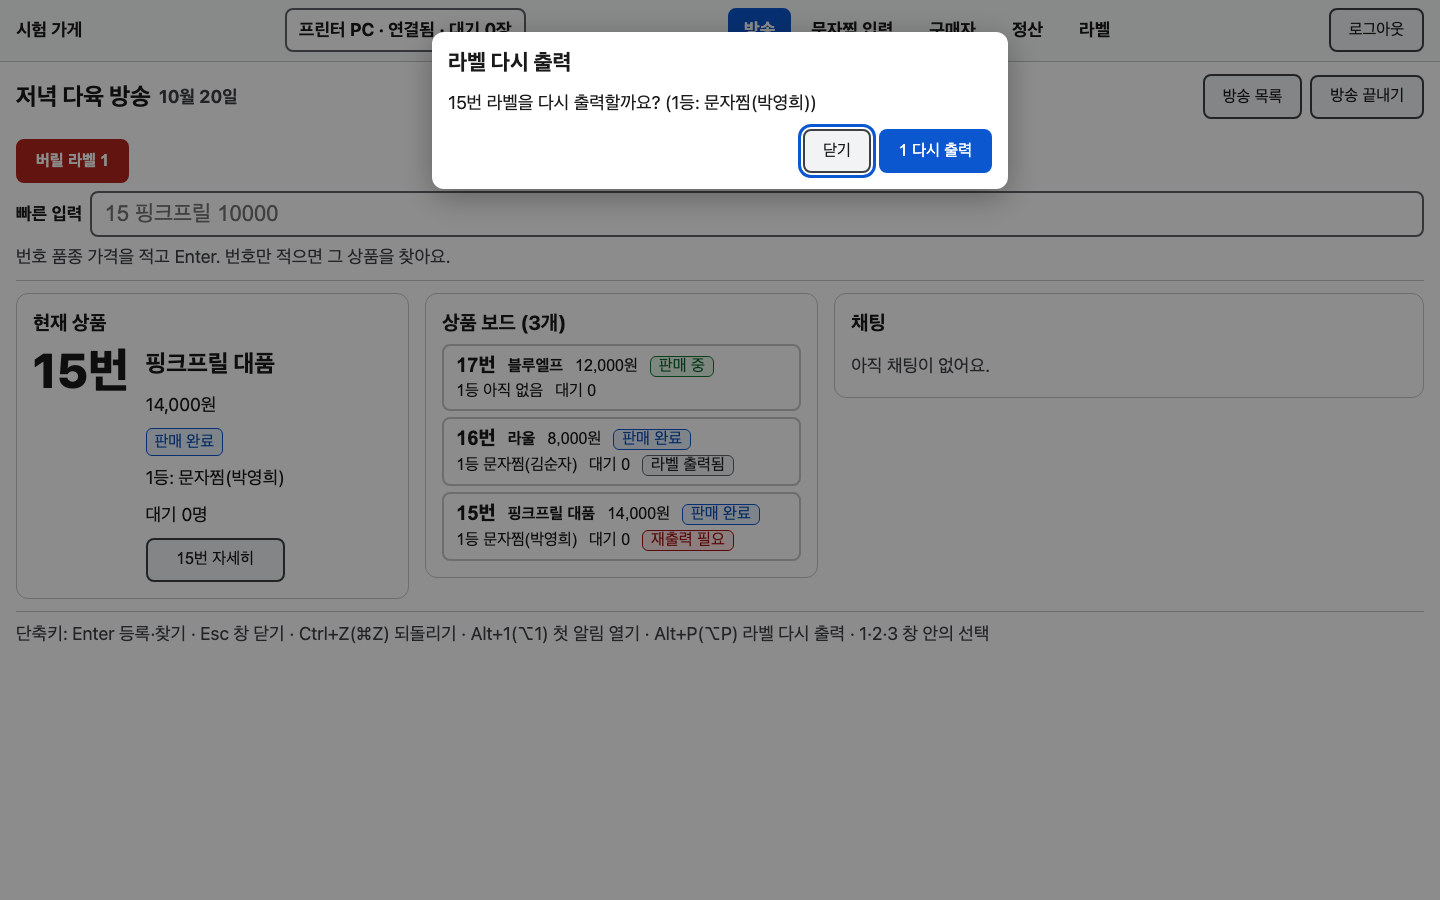 시험 가게
프린터 PC · 연결됨 · 대기 0장
방송 문자찜 입력 구매자 정산 라벨
로그아웃
라벨 다시 출력
15번 라벨을 다시 출력할까요? (1등: 문자찜(박영희))
닫기
1 다시 출력
저녁 다육 방송 10월 20일
방송 목록
방송 끝내기
버릴 라벨 1
빠른 입력
15 핑크프릴 10000
번호 품종 가격을 적고 Enter. 번호만 적으면 그 상품을 찾아요.
현재 상품
15번
핑크프릴 대품
14,000원
판매 완료
1등: 문자찜(박영희)
대기 0명
15번 자세히
상품 보드 (3개)
17번 블루엘프 12,000원 판매 중
1등 아직 없음 대기 0
16번 라울 8,000원 판매 완료
1등 문자찜(김순자) 대기 0 라벨 출력됨
15번 핑크프릴 대품 14,000원 판매 완료
1등 문자찜(박영희) 대기 0 재출력 필요
채팅
아직 채팅이 없어요.
단축키: Enter 등록·찾기 · Esc 창 닫기 · Ctrl+Z(⌘Z) 되돌리기 · Alt+1(⌥1) 첫 알림 열기 · Alt+P(⌥P) 라벨 다시 출력 · 1·2·3 창 안의 선택